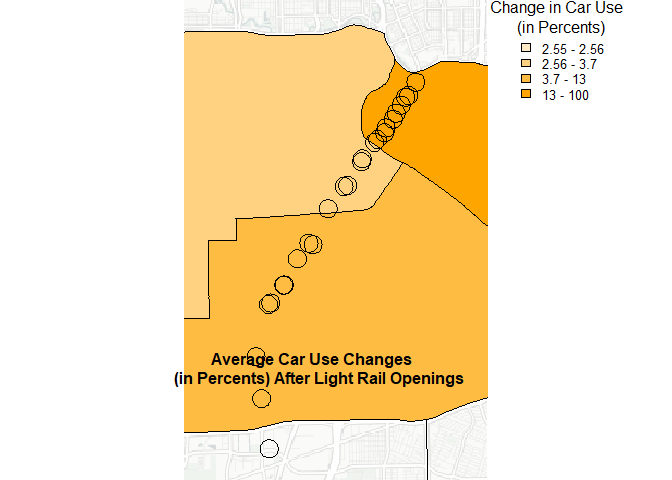 Change in Car Use
(in Percents)
2.55 - 2.56
2.56 - 3.7
3.7 - 13
13 - 100
Average Car Use Changes
(in Percents) After Light Rail Openings